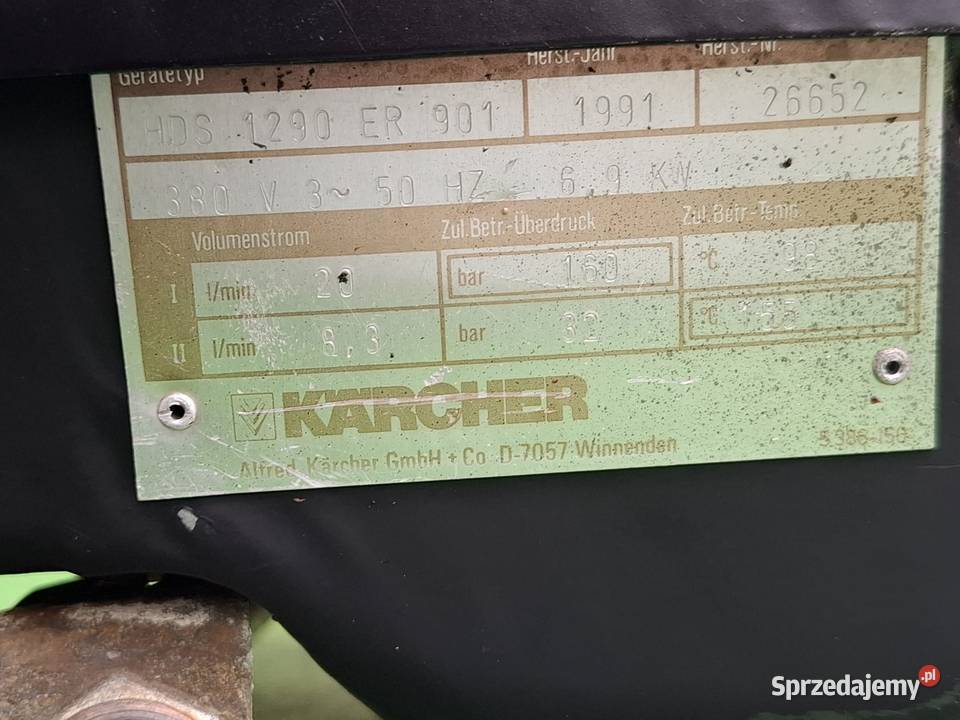 Gerätetyp Herst.-Jahr Herst.-Nr.
HDS 1290 ER 901 1991 26652
380 V 3~ 50 HZ 6,9 KW
Volumenstrom Zul.Betr.-Überdruck Zul.Betr.-Temp.
I l/min 20 bar 160 °C 98
II l/min 8,3 bar 32 °C 155
KÄRCHER
Alfred Kärcher GmbH + Co D-7057 Winnenden
Sprzedajemy.pl